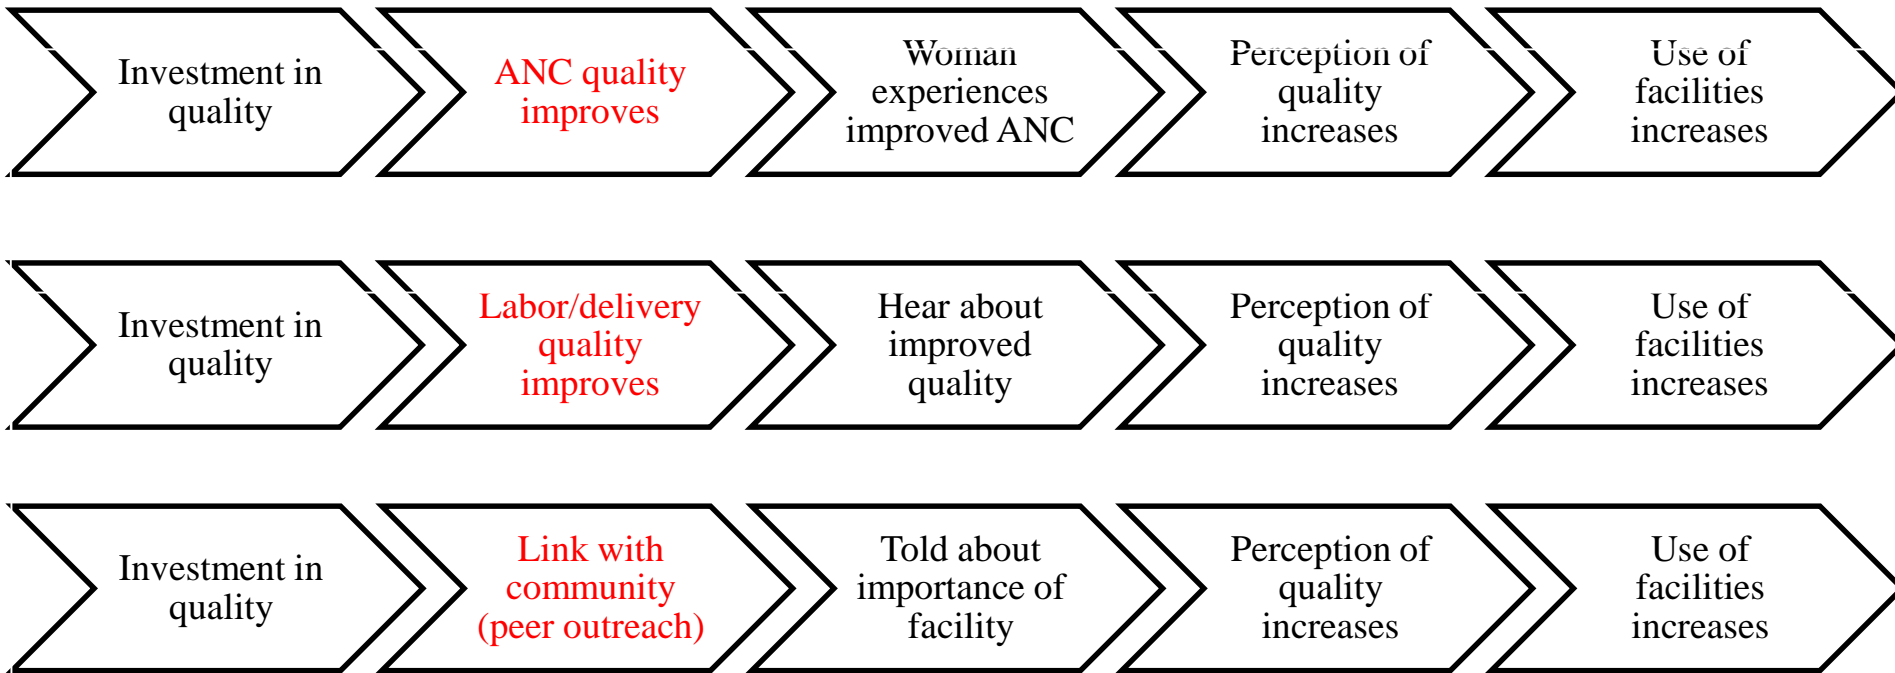 Investment in
quality
ANC quality
improves
Woman
experiences
improved ANC
Perception of
quality
increases
Use of
facilities
increases
Investment in
quality
Labor/delivery
quality
improves
Hear about
improved
quality
Perception of
quality
increases
Use of
facilities
increases
Investment in
quality
Link with
community
(peer outreach)
Told about
importance of
facility
Perception of
quality
increases
Use of
facilities
increases